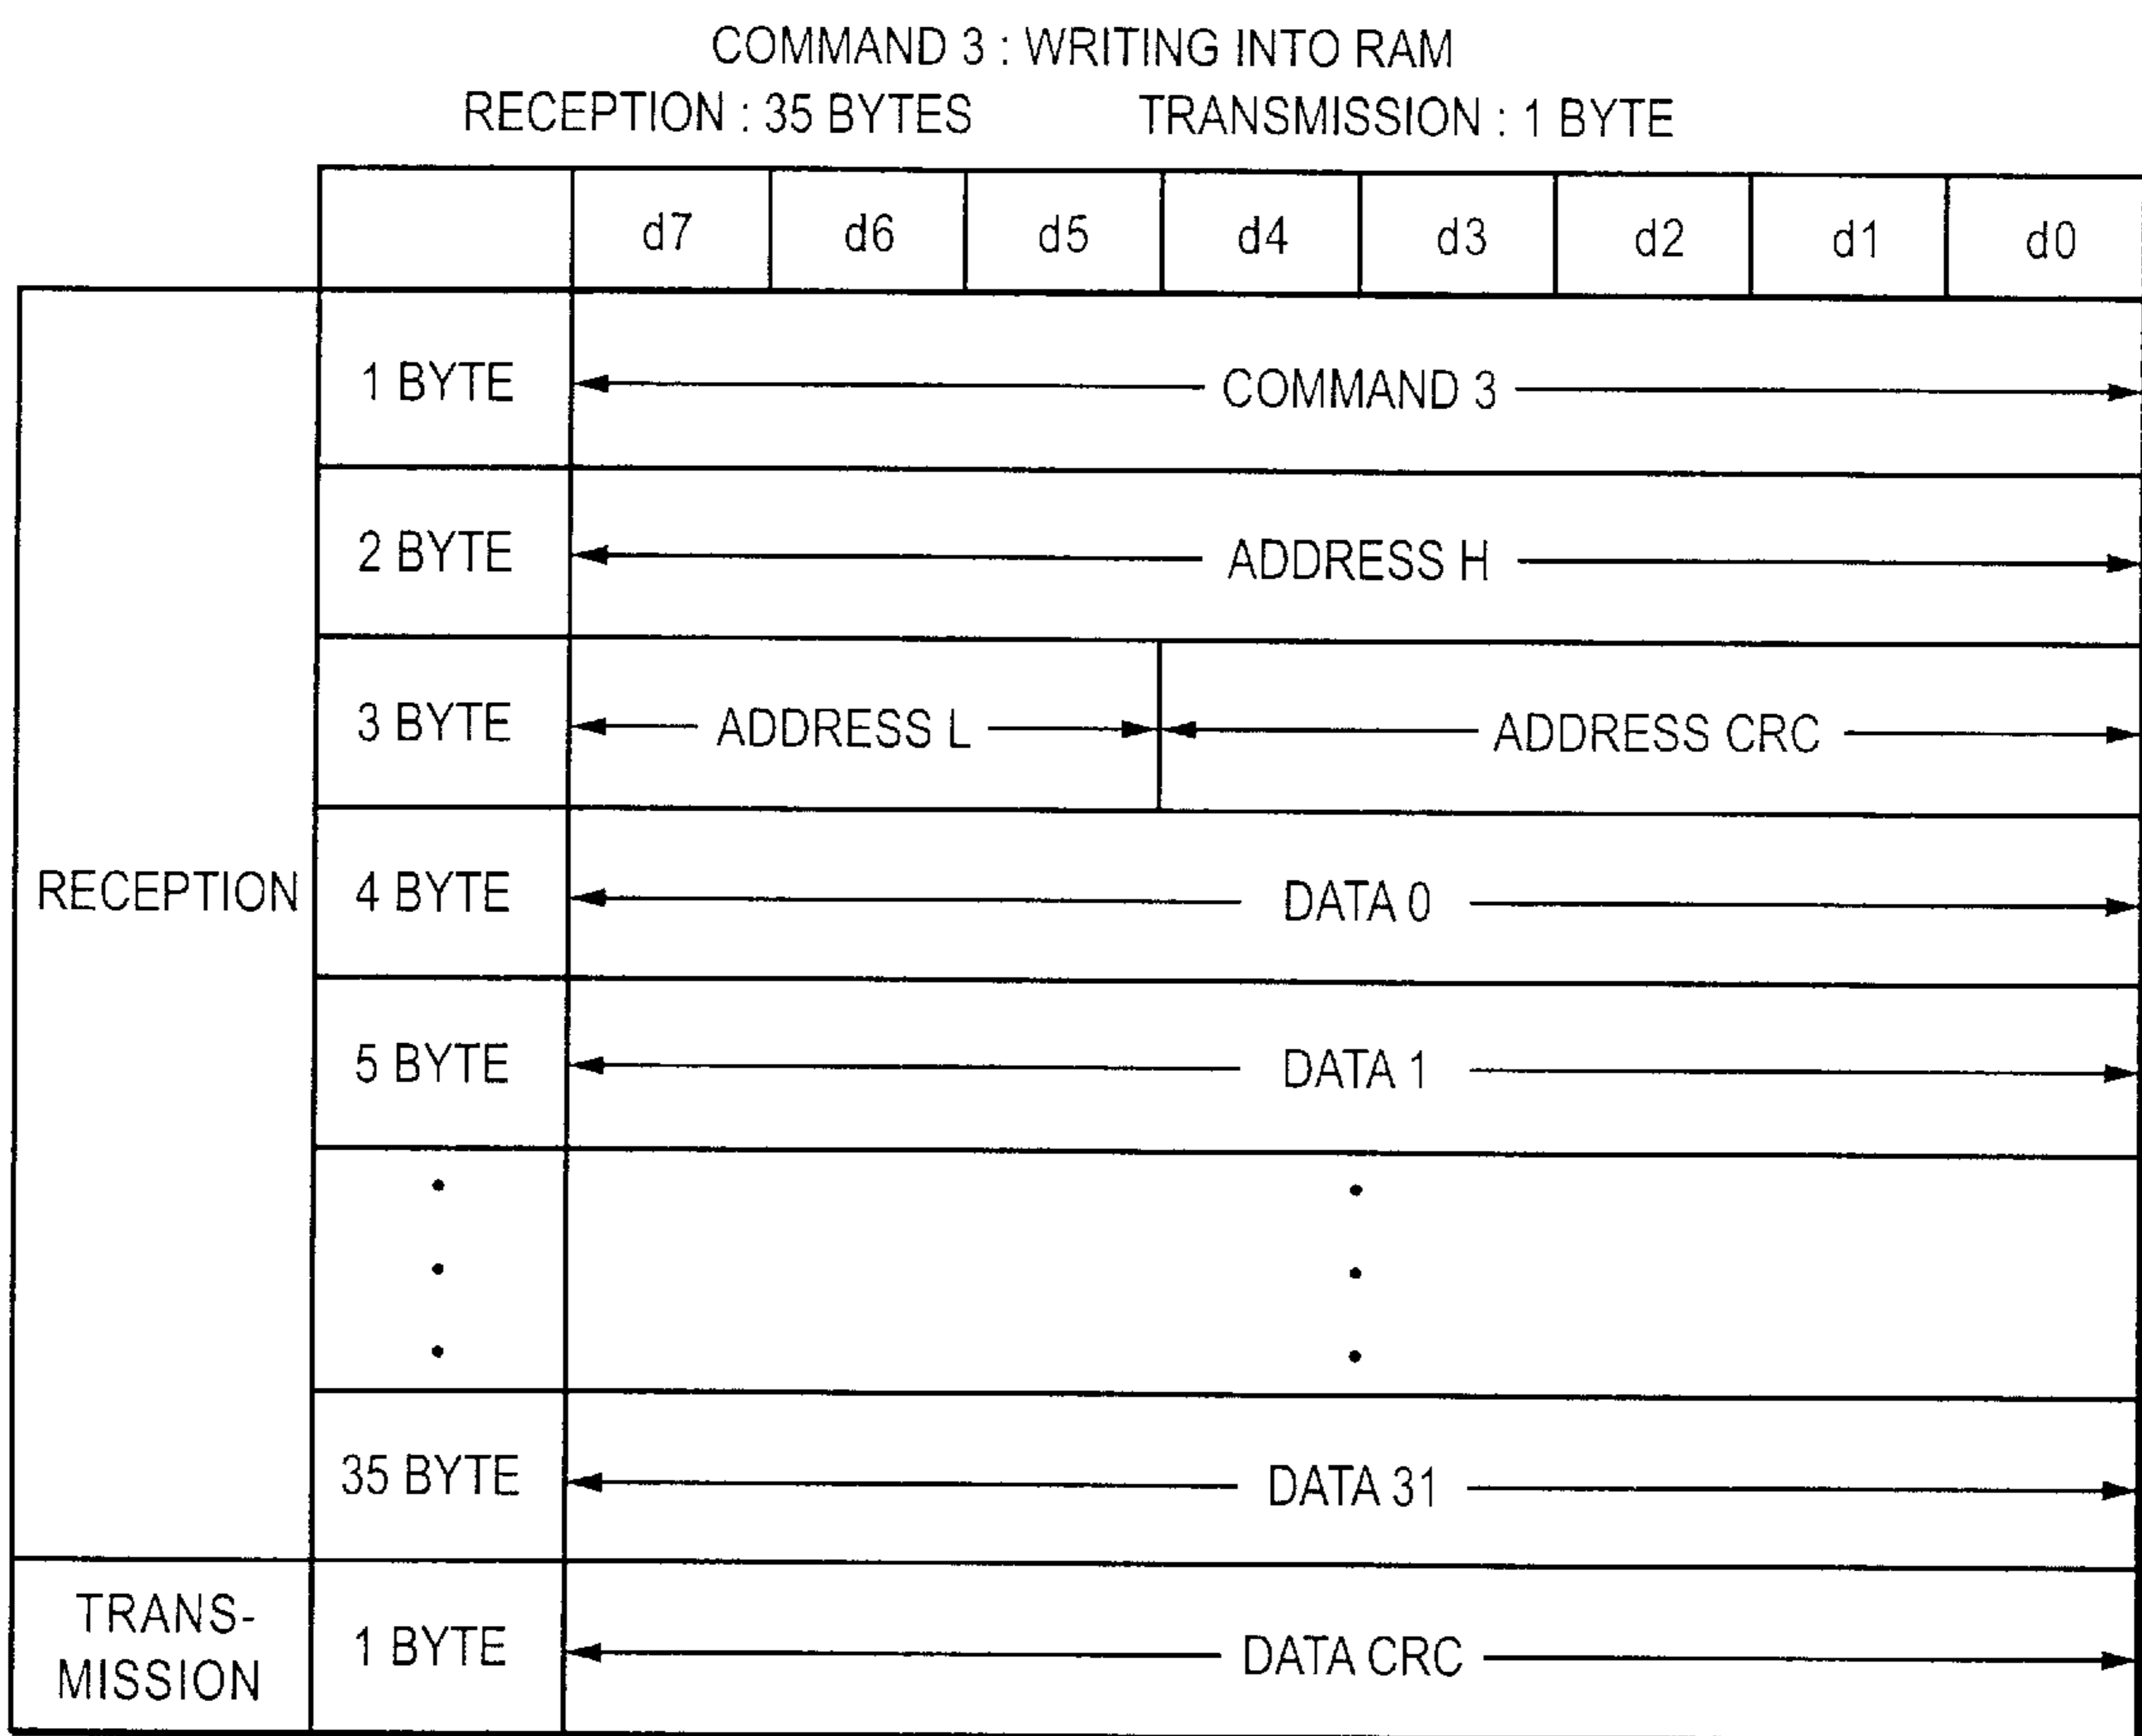 COMMAND 3 : WRITING INTO RAM
RECEPTION : 35 BYTES TRANSMISSION : 1 BYTE
d7 d6 d5 d4 d3 d2 d1 d0
1 BYTE COMMAND 3
2 BYTE ADDRESS H
3 BYTE ADDRESS L ADDRESS CRC
RECEPTION 4 BYTE DATA 0
5 BYTE DATA 1
35 BYTE DATA 31
TRANS-
MISSION 1 BYTE DATA CRC